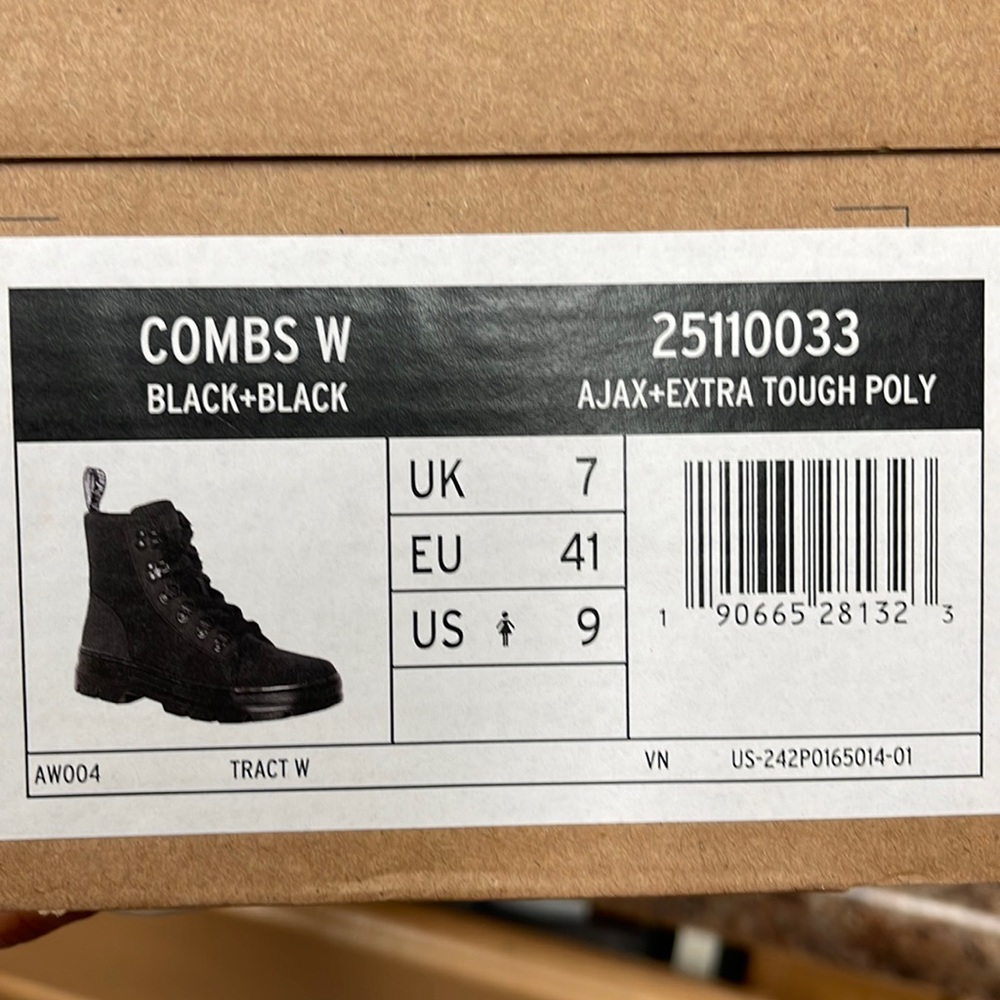 COMBS W
BLACK+BLACK
25110033
AJAX+EXTRA TOUGH POLY
UK 7
EU 41
US 9
1 90665 28132 3
AW004 TRACT W VN US-242P0165014-01